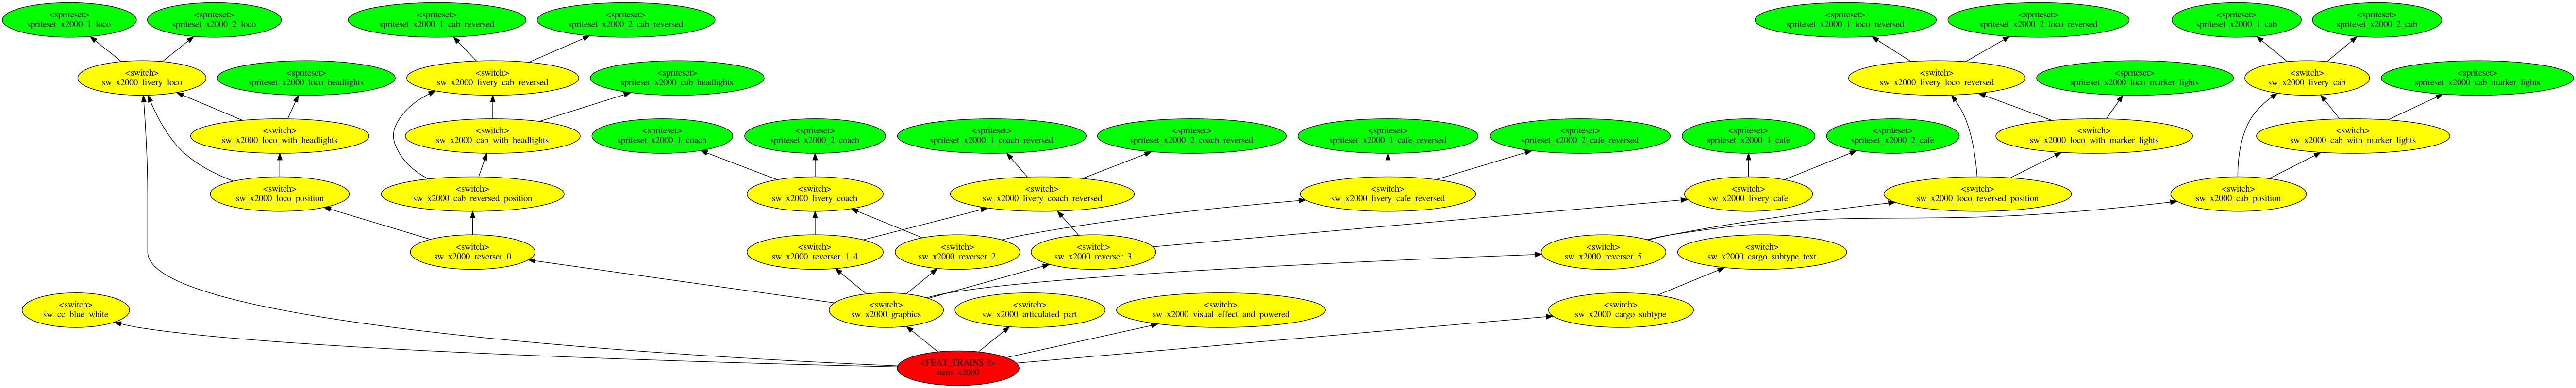 <spriteset>
spriteset_x2000_1_loco
<spriteset>
spriteset_x2000_2_loco
<spriteset>
spriteset_x2000_1_cab_reversed
<spriteset>
spriteset_x2000_2_cab_reversed
<spriteset>
spriteset_x2000_1_loco_reversed
<spriteset>
spriteset_x2000_2_loco_reversed
<spriteset>
spriteset_x2000_1_cab
<spriteset>
spriteset_x2000_2_cab
<switch>
sw_x2000_livery_loco
<spriteset>
spriteset_x2000_loco_headlights
<switch>
sw_x2000_livery_cab_reversed
<spriteset>
spriteset_x2000_cab_headlights
<switch>
sw_x2000_livery_loco_reversed
<spriteset>
spriteset_x2000_loco_marker_lights
<switch>
sw_x2000_livery_cab
<spriteset>
spriteset_x2000_cab_marker_lights
<switch>
sw_x2000_loco_with_headlights
<switch>
sw_x2000_cab_with_headlights
<spriteset>
spriteset_x2000_1_coach
<spriteset>
spriteset_x2000_2_coach
<spriteset>
spriteset_x2000_1_coach_reversed
<spriteset>
spriteset_x2000_2_coach_reversed
<spriteset>
spriteset_x2000_1_cafe_reversed
<spriteset>
spriteset_x2000_2_cafe_reversed
<spriteset>
spriteset_x2000_1_cafe
<spriteset>
spriteset_x2000_2_cafe
<switch>
sw_x2000_loco_with_marker_lights
<switch>
sw_x2000_cab_with_marker_lights
<switch>
sw_x2000_loco_position
<switch>
sw_x2000_cab_reversed_position
<switch>
sw_x2000_livery_coach
<switch>
sw_x2000_livery_coach_reversed
<switch>
sw_x2000_livery_cafe_reversed
<switch>
sw_x2000_livery_cafe
<switch>
sw_x2000_loco_reversed_position
<switch>
sw_x2000_cab_position
<switch>
sw_x2000_reverser_0
<switch>
sw_x2000_reverser_1_4
<switch>
sw_x2000_reverser_2
<switch>
sw_x2000_reverser_3
<switch>
sw_x2000_reverser_5
<switch>
sw_x2000_cargo_subtype_text
<switch>
sw_cc_blue_white
<switch>
sw_x2000_graphics
<switch>
sw_x2000_articulated_part
<switch>
sw_x2000_visual_effect_and_powered
<switch>
sw_x2000_cargo_subtype
<FEAT_TRAINS 3>
item_x2000